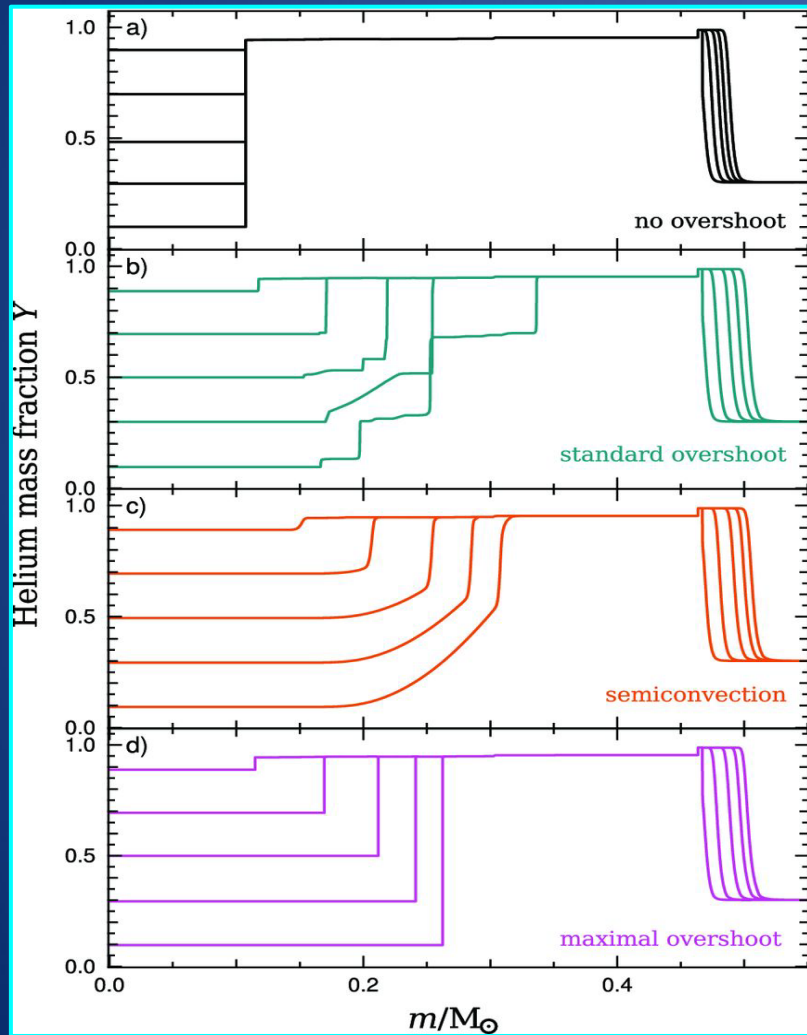 Helium mass fraction Y
a)
1.0
0.5
0.0
no overshoot
b)
1.0
0.5
0.0
standard overshoot
c)
1.0
0.5
0.0
semiconvection
d)
1.0
0.5
0.0
maximal overshoot
0.0 0.2 0.4
m/M⊙